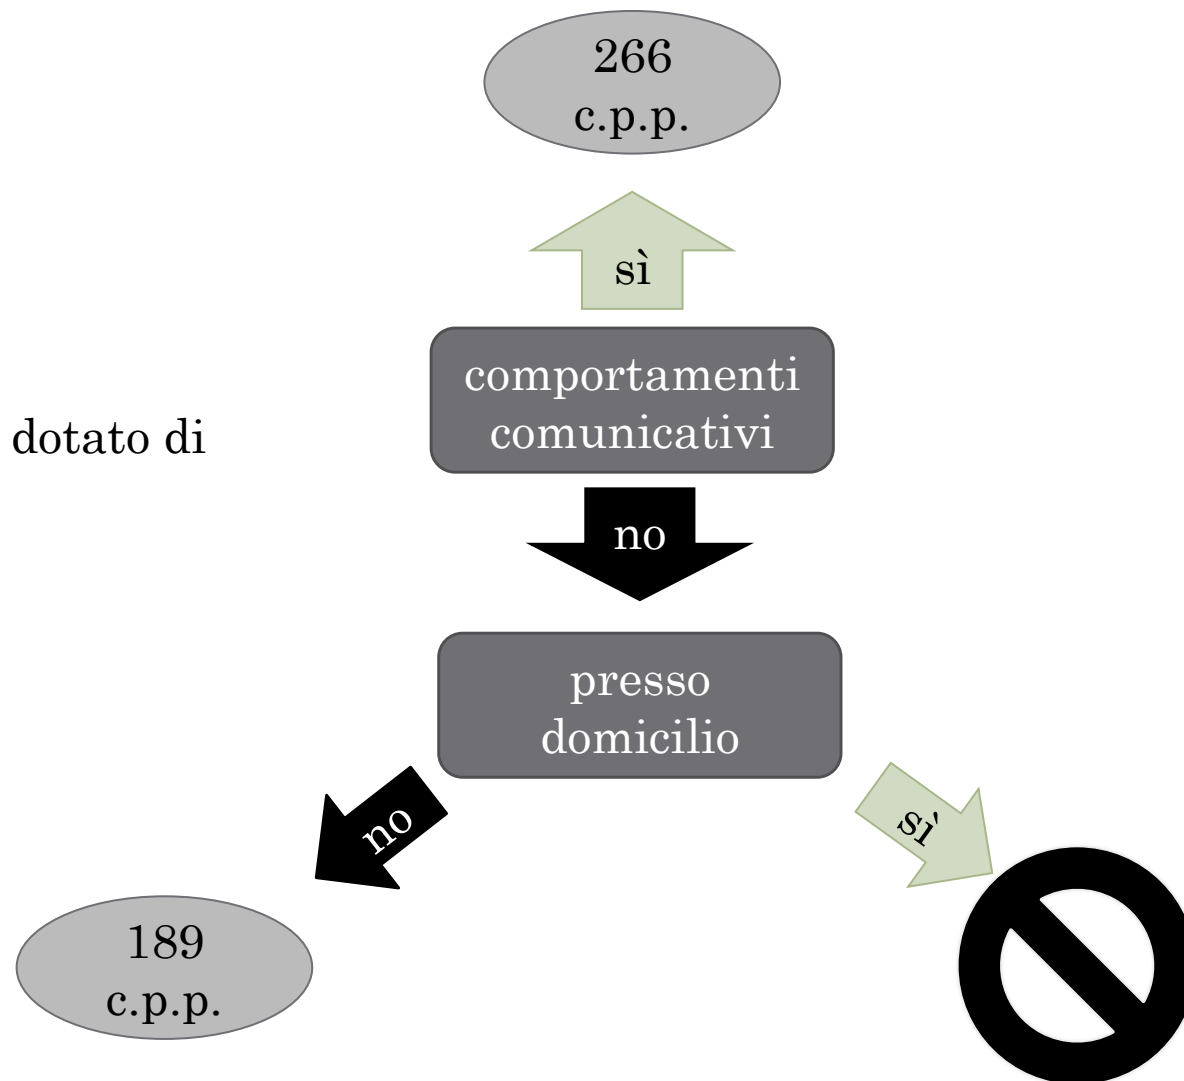 266
c.p.p.
sì
comportamenti
comunicativi
dotato di
no
presso
domicilio
no
sì
189
c.p.p.